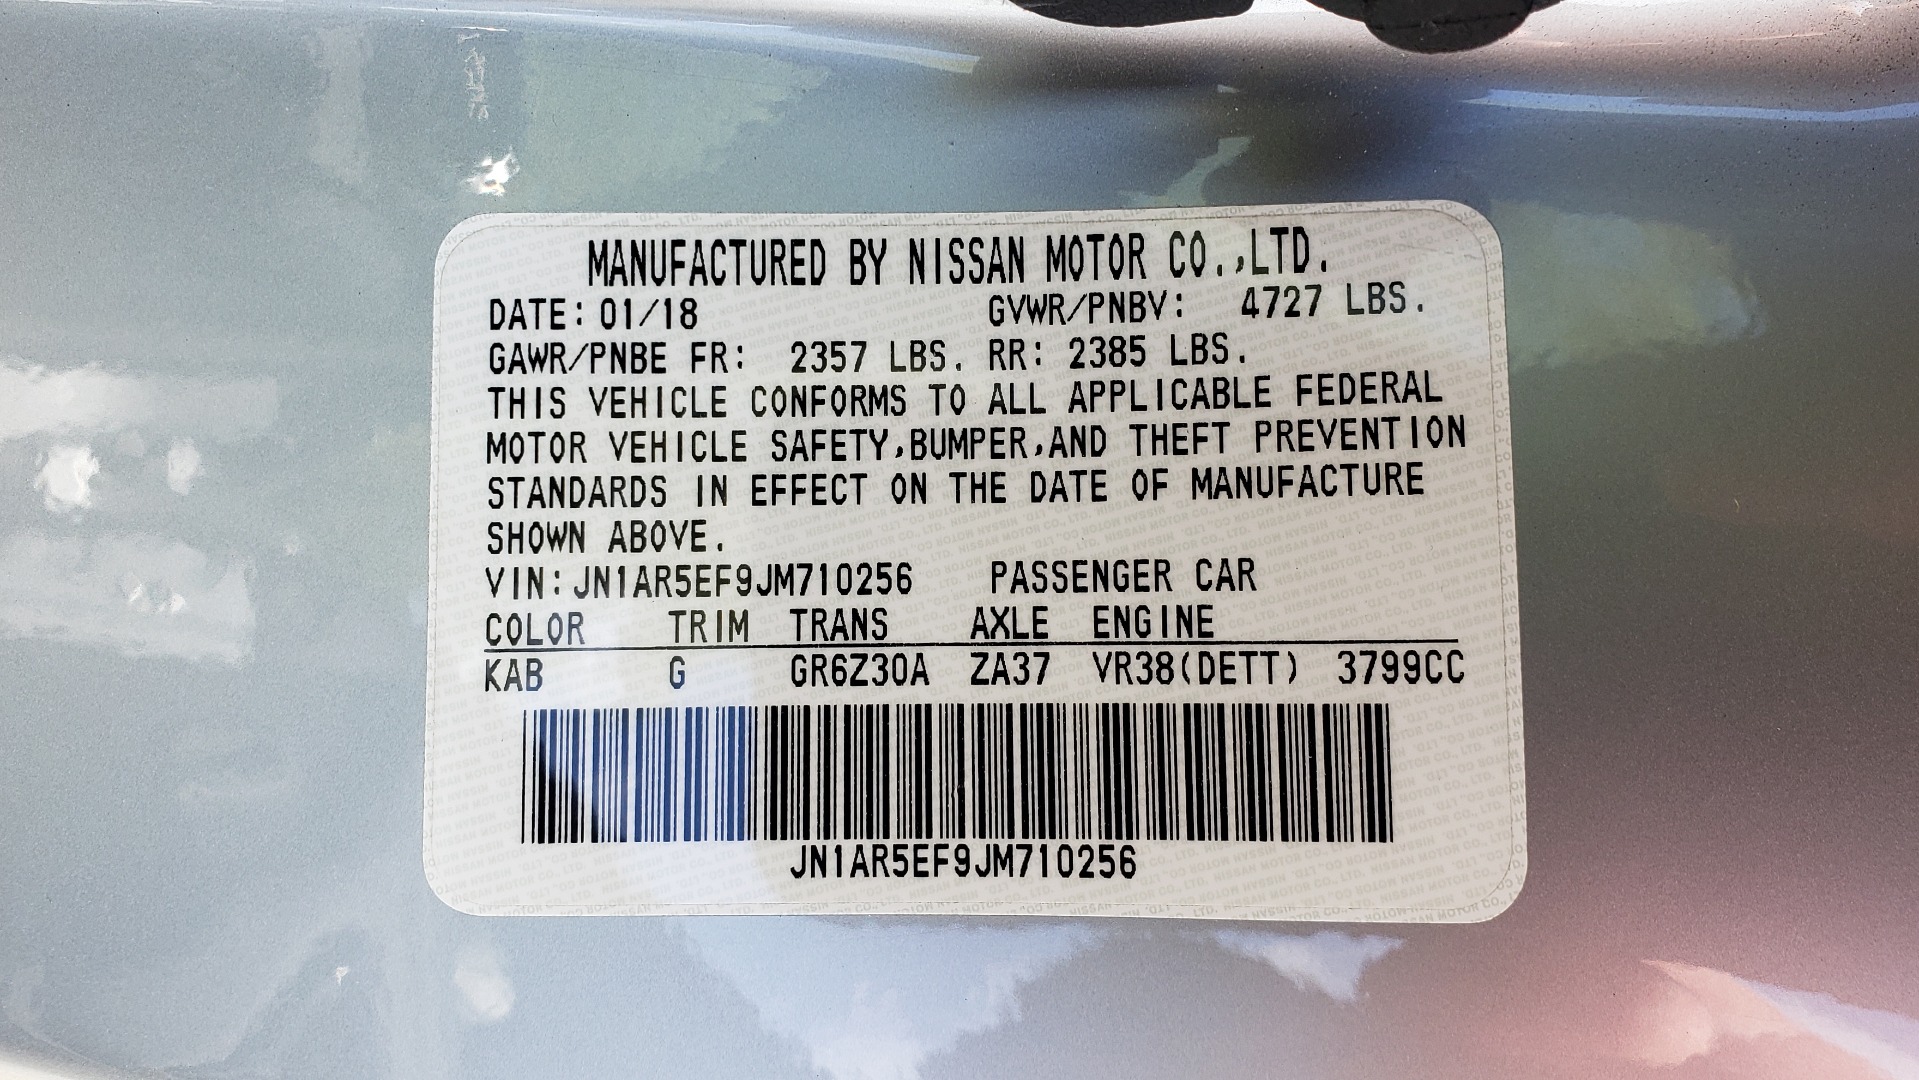 MANUFACTURED BY NISSAN MOTOR CO.,LTD.
DATE: 01/18 GVWR/PNBV: 4727 LBS.
GAWR/PNBE FR: 2357 LBS. RR: 2385 LBS.
THIS VEHICLE CONFORMS TO ALL APPLICABLE FEDERAL
MOTOR VEHICLE SAFETY,BUMPER,AND THEFT PREVENTION
STANDARDS IN EFFECT ON THE DATE OF MANUFACTURE
SHOWN ABOVE.
VIN:JN1AR5EF9JM710256 PASSENGER CAR
COLOR TRIM TRANS AXLE ENGINE
KAB G GR6Z30A ZA37 VR38(DETT) 3799CC
JN1AR5EF9JM710256